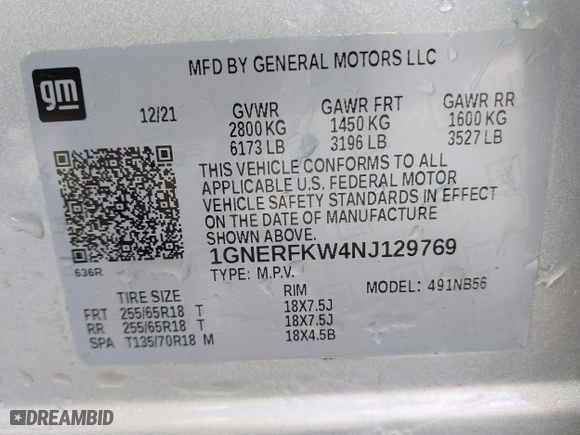 MFD BY GENERAL MOTORS LLC
gm
12/21 GVWR GAWR FRT GAWR RR
2800 KG 1450 KG 1600 KG
6173 LB 3196 LB 3527 LB
THIS VEHICLE CONFORMS TO ALL
APPLICABLE U.S. FEDERAL MOTOR
VEHICLE SAFETY STANDARDS IN EFFECT
ON THE DATE OF MANUFACTURE
SHOWN ABOVE.
636R
1GNERFKW4NJ129769
TYPE: M.P.V. MODEL: 491NB56
TIRE SIZE RIM
FRT 255/65R18 T 18X7.5J
RR 255/65R18 T 18X7.5J
SPA T135/70R18 M 18X4.5B
DREAMBID